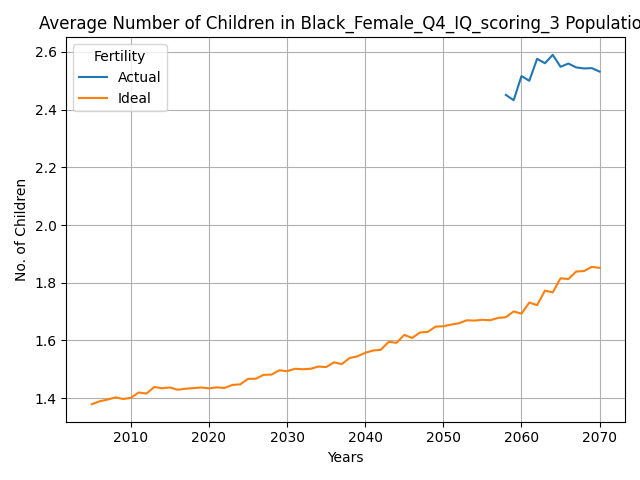 Average Number of Children in Black_Female_Q4_IQ_scoring_3 Populatio
Fertility
Actual
Ideal
2.6
2.4
2.2
2.0
1.8
1.6
1.4
No. of Children
2010 2020 2030 2040 2050 2060 2070
Years